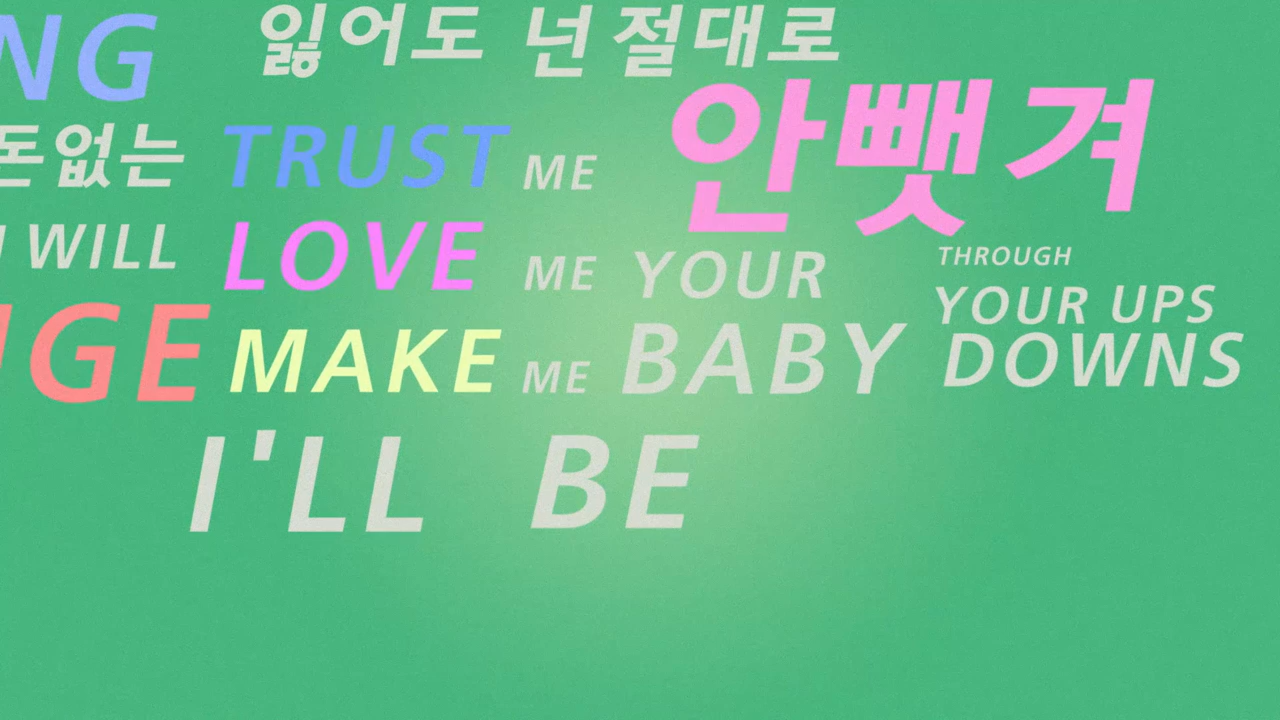 NG 잃어도 넌 절대로
안뺏겨
돈없는 TRUST ME
WILL LOVE ME YOUR THROUGH
YOUR UPS
UGE MAKE ME BABY DOWNS
I'LL BE